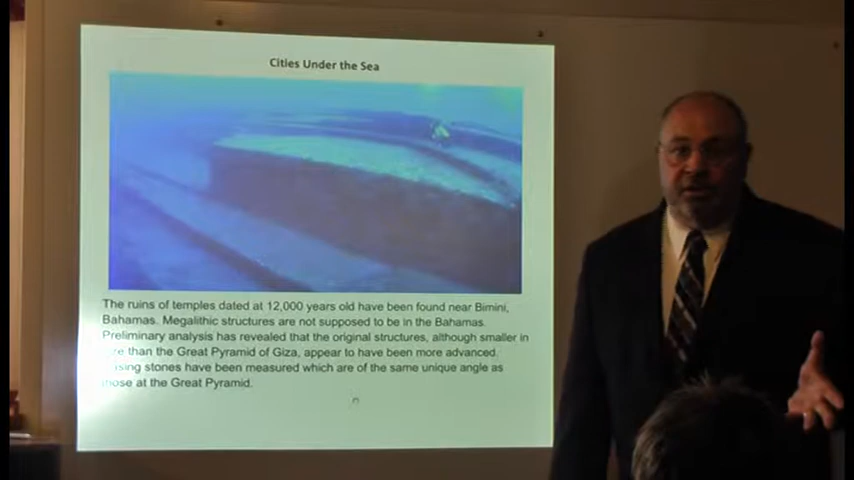 Cities Under the Sea
The ruins of temples dated at 12,000 years old have been found near Bimini,
Bahamas. Megalithic structures are not supposed to be in the Bahamas.
Preliminary analysis has revealed that the original structures, although smaller in
than the Great Pyramid of Giza, appear to have been more advanced.
stones have been measured which are of the same unique angle as
those at the Great Pyramid.